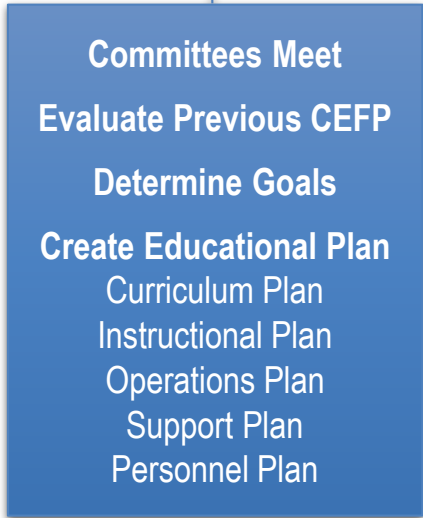 Committees Meet
Evaluate Previous CEFP
Determine Goals
Create Educational Plan
Curriculum Plan
Instructional Plan
Operations Plan
Support Plan
Personnel Plan